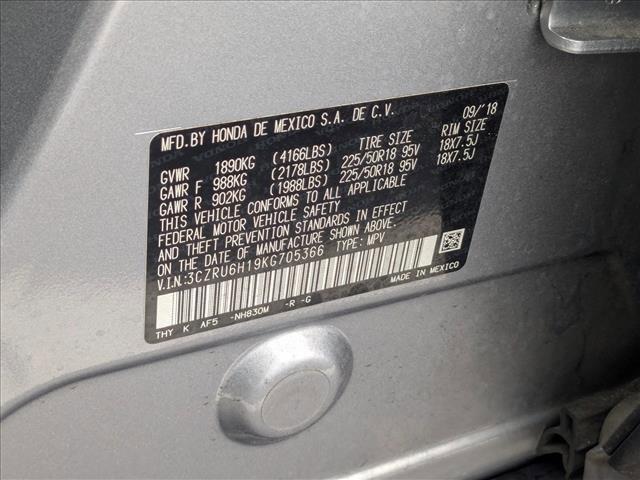 MFD.BY HONDA DE MEXICO S.A. DE C.V. 09/'18
GVWR 1890KG (4166LBS) TIRE SIZE RIM SIZE
GAWR F 988KG (2178LBS) 225/50R18 95V 18X7.5J
GAWR R 902KG (1988LBS) 225/50R18 95V 18X7.5J
THIS VEHICLE CONFORMS TO ALL APPLICABLE
FEDERAL MOTOR VEHICLE SAFETY
AND THEFT PREVENTION STANDARDS IN EFFECT
ON THE DATE OF MANUFACTURE SHOWN ABOVE.
V.I.N.:3CZRU6H19KG705366 TYPE: MPV
MADE IN MEXICO
THY K AF5 -NH830M -R -G